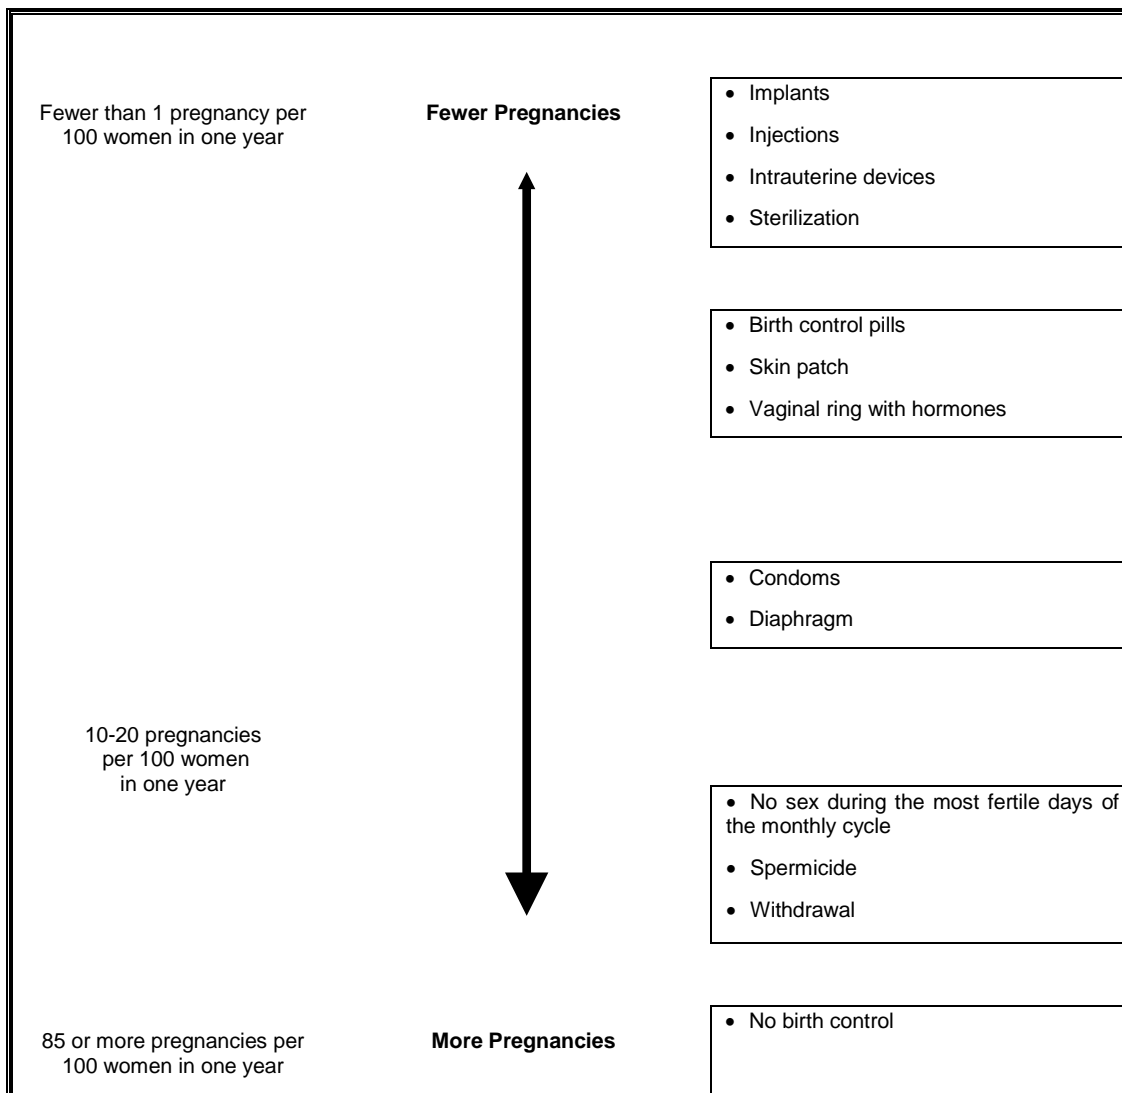 Fewer than 1 pregnancy per
100 women in one year
Fewer Pregnancies
• Implants
• Injections
• Intrauterine devices
• Sterilization
• Birth control pills
• Skin patch
• Vaginal ring with hormones
• Condoms
• Diaphragm
10-20 pregnancies
per 100 women
in one year
• No sex during the most fertile days of
the monthly cycle
• Spermicide
• Withdrawal
85 or more pregnancies per
100 women in one year
More Pregnancies
• No birth control